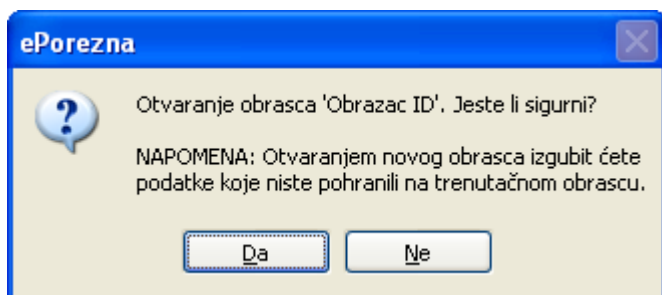 ePorezna
Otvaranje obrasca 'Obrazac ID'. Jeste li sigurni?
NAPOMENA: Otvaranjem novog obrasca izgubit ćete
podatke koje niste pohranili na trenutačnom obrascu.
Da
Ne